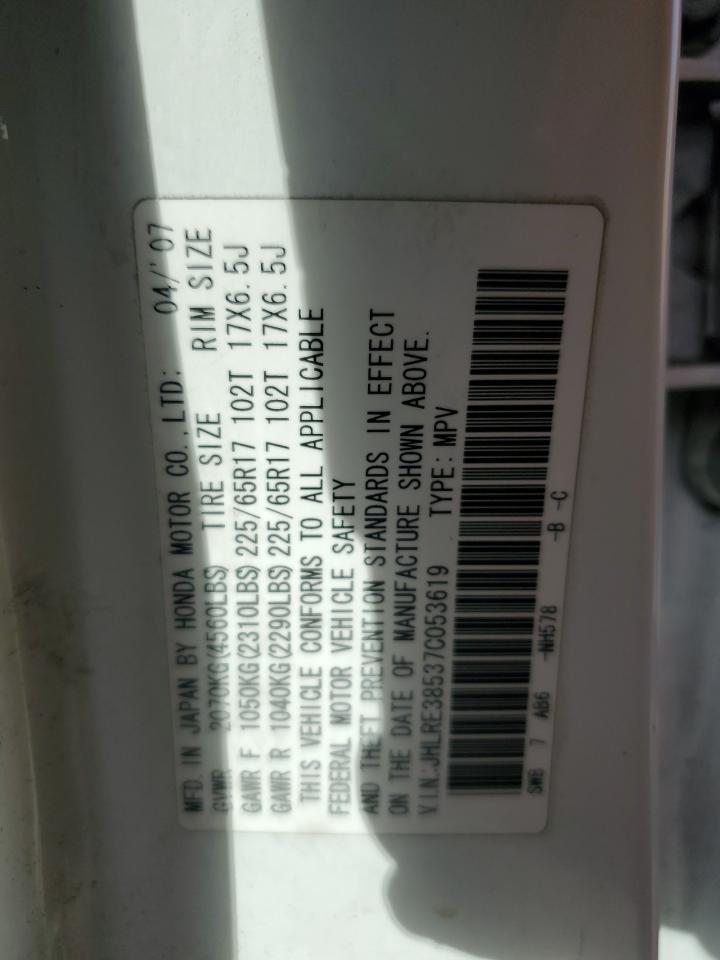 MFD. IN JAPAN BY HONDA MOTOR CO., LTD: 04/'07
GVWR 2070KG(4560LBS) TIRE SIZE RIM SIZE
GAWR F 1050KG(2310LBS) 225/65R17 102T 17X6.5J
GAWR R 1040KG(2290LBS) 225/65R17 102T 17X6.5J
THIS VEHICLE CONFORMS TO ALL APPLICABLE
FEDERAL MOTOR VEHICLE SAFETY
AND THEFT PREVENTION STANDARDS IN EFFECT
ON THE DATE OF MANUFACTURE SHOWN ABOVE.
V.I.N.:JHLRE38537C053619 TYPE: MPV
SWB 7 AB6 -NH578 -B -C